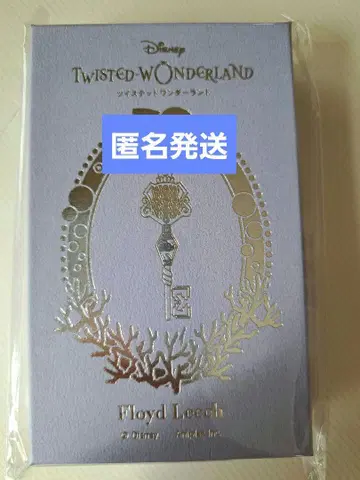 Disney
TWISTED-WONDERLAND
ツイステッドワンダーランド
匿名発送
Floyd Leech
© Disney